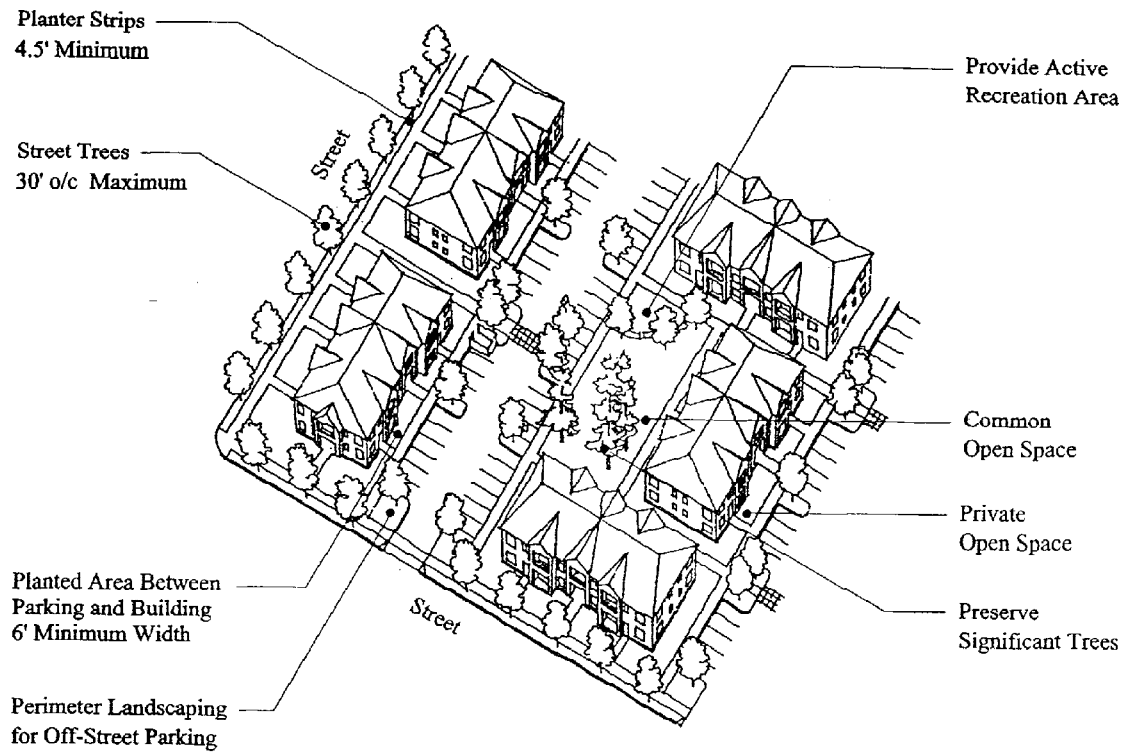 Planter Strips
4.5' Minimum
Street Trees
30' o/c Maximum
Street
Provide Active
Recreation Area
Common
Open Space
Private
Open Space
Preserve
Significant Trees
Planted Area Between
Parking and Building
6' Minimum Width
Street
Perimeter Landscaping
for Off-Street Parking